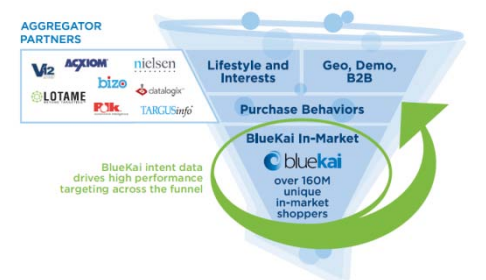 AGGREGATOR
PARTNERS
V12
ACXIOM
nielsen
bizo
datalogix
LOTAME
TARGUSinfo
Lifestyle and
Interests
Geo, Demo,
B2B
Purchase Behaviors
BlueKai In-Market
bluekai
over 160M
unique
in-market
shoppers
BlueKai intent data
drives high performance
targeting across the funnel